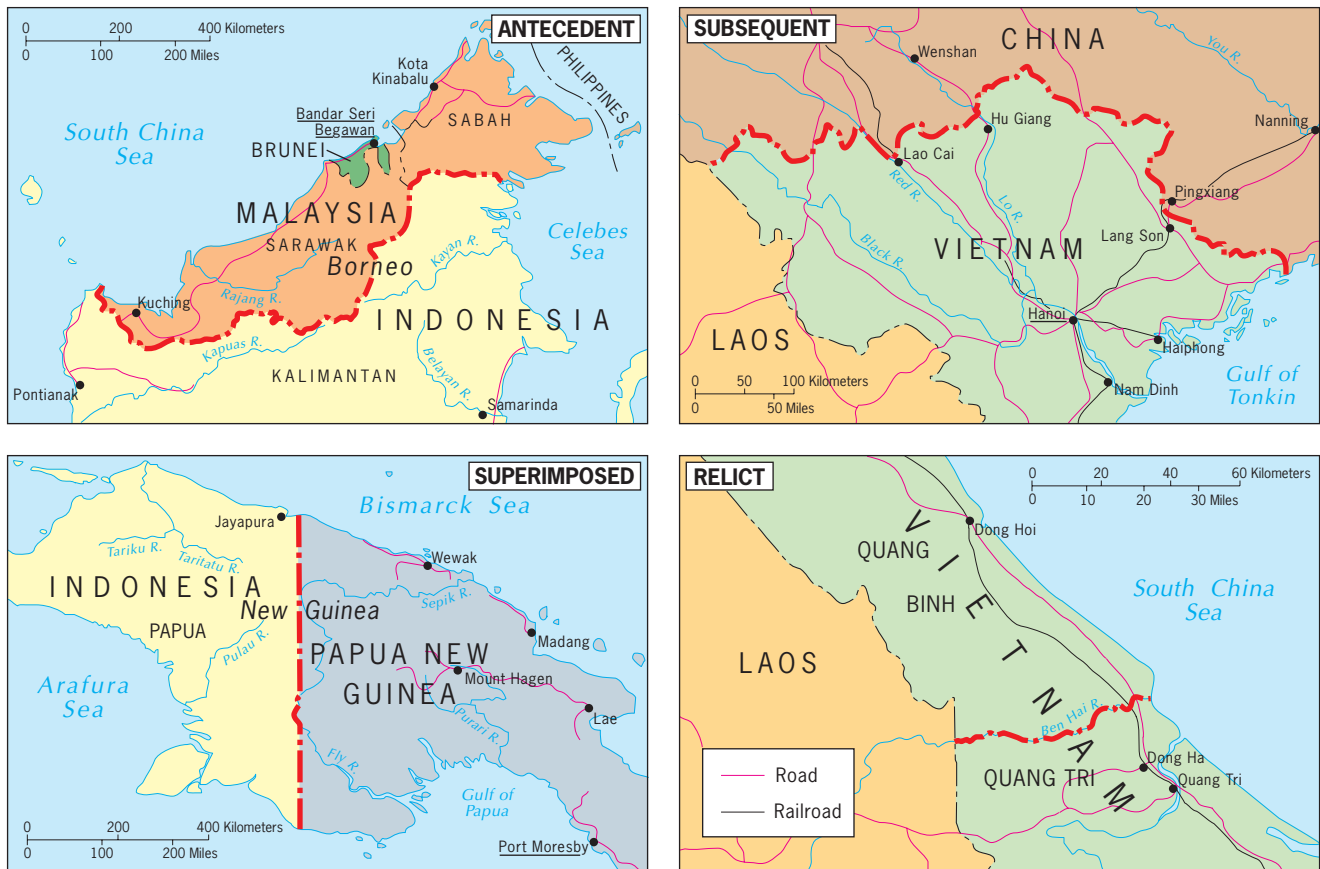 ANTECEDENT
0 200 400 Kilometers
0 100 200 Miles
PHILIPPINES
Kota
Kinabalu
Bandar Seri
Begawan
SABAH
South China
Sea
BRUNEI
MALAYSIA
SARAWAK
Celebes
Sea
Kayan R.
Borneo
Rajang R.
Kuching
INDONESIA
Kapuas R.
KALIMANTAN
Belayan R.
Pontianak
Samarinda
SUBSEQUENT
CHINA
You R.
Wenshan
Nanning
Hu Giang
Lao Cai
Red R.
Lo R.
Pingxiang
Lang Son
Black R.
VIETNAM
Hanoi
LAOS
Haiphong
0 50 100 Kilometers
0 50 Miles
Nam Dinh
Gulf of
Tonkin
SUPERIMPOSED
Bismarck Sea
Jayapura
Tariku R.
Taritatu R.
Wewak
INDONESIA
New Guinea
Sepik R.
PAPUA
Pulau R.
Madang
PAPUA NEW
GUINEA
Mount Hagen
Arafura
Sea
Lae
Purari R.
Fly R.
Gulf of
Papua
0 200 400 Kilometers
0 100 200 Miles
Port Moresby
RELICT
0 20 40 60 Kilometers
0 10 20 30 Miles
VIETNAM
Dong Hoi
QUANG
BINH
South China
Sea
LAOS
Ben Hai R.
Dong Ha
QUANG TRI
Quang Tri
Road
Railroad